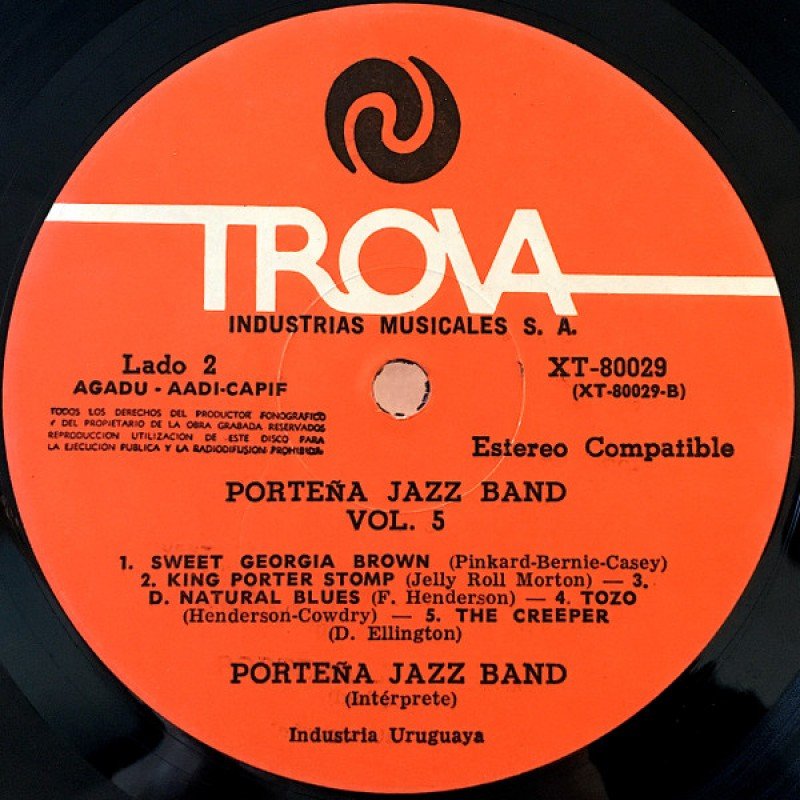 TROVA
INDUSTRIAS MUSICALES S. A.
Lado 2
AGADU - AADI-CAPIF
XT-80029
(XT-80029-B)
TODOS LOS DERECHOS DEL PRODUCTOR FONOGRAFICO
Y DEL PROPIETARIO DE LA OBRA GRABADA RESERVADOS
REPRODUCCION UTILIZACION DE ESTE DISCO PARA
LA EJECUCION PUBLICA Y LA RADIODIFUSION PROHIBIDA.
Estereo Compatible
PORTEÑA JAZZ BAND
VOL. 5
1. SWEET GEORGIA BROWN (Pinkard-Bernie-Casey)
2. KING PORTER STOMP (Jelly Roll Morton) — 3.
D. NATURAL BLUES (F. Henderson) — 4. TOZO
(Henderson-Cowdry) — 5. THE CREEPER
(D. Ellington)
PORTEÑA JAZZ BAND
(Intérprete)
Industria Uruguaya